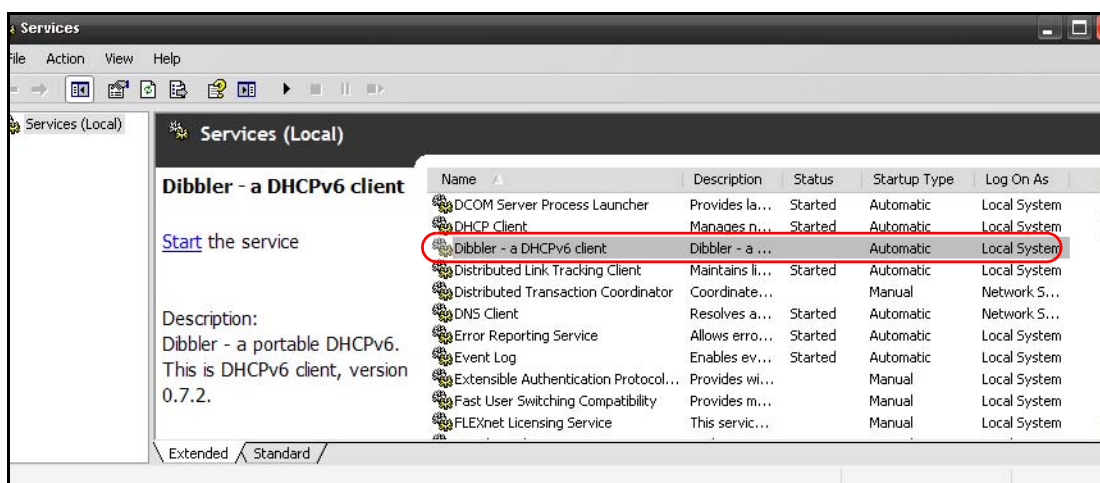 Services
File Action View Help
Services (Local)
Services (Local)
Dibbler - a DHCPv6 client
Start the service
Description:
Dibbler - a portable DHCPv6.
This is DHCPv6 client, version
0.7.2.
Name Description Status Startup Type Log On As
DCOM Server Process Launcher Provides la... Started Automatic Local System
DHCP Client Manages n... Started Automatic Local System
Dibbler - a DHCPv6 client Dibbler - a ... Automatic Local System
Distributed Link Tracking Client Maintains li... Started Automatic Local System
Distributed Transaction Coordinator Coordinate... Manual Network S...
DNS Client Resolves a... Started Automatic Network S...
Error Reporting Service Allows erro... Started Automatic Local System
Event Log Enables ev... Started Automatic Local System
Extensible Authentication Protocol... Provides wi... Manual Local System
Fast User Switching Compatibility Provides m... Manual Local System
FLEXnet Licensing Service This servic... Manual Local System
Extended Standard